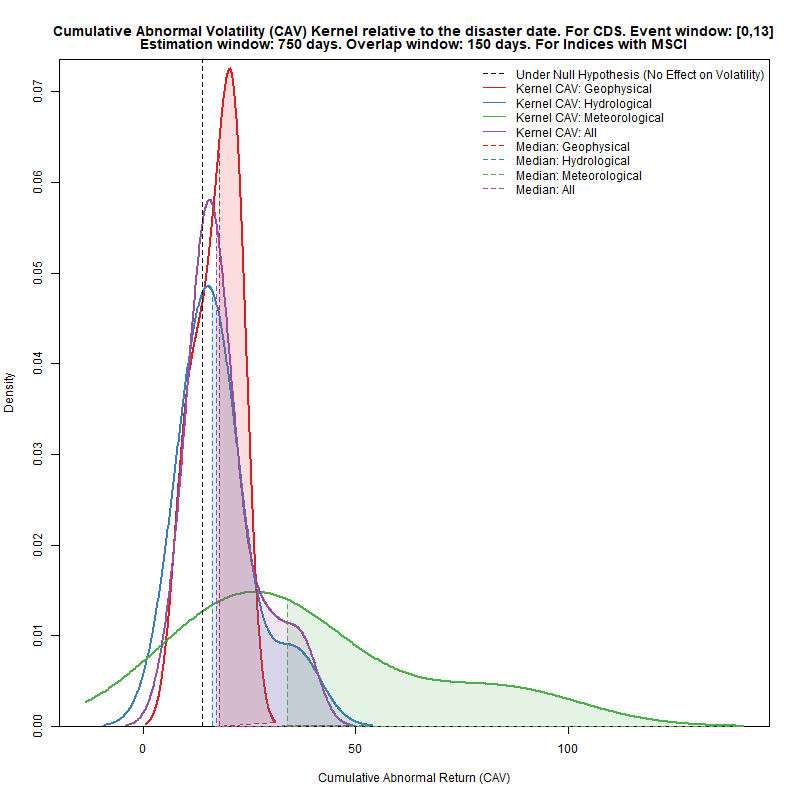 Cumulative Abnormal Volatility (CAV) Kernel relative to the disaster date. For CDS. Event window: [0,13]
Estimation window: 750 days. Overlap window: 150 days. For Indices with MSCI
Under Null Hypothesis (No Effect on Volatility)
Kernel CAV: Geophysical
Kernel CAV: Hydrological
Kernel CAV: Meteorological
Kernel CAV: All
Median: Geophysical
Median: Hydrological
Median: Meteorological
Median: All
Density
0.07
0.06
0.05
0.04
0.03
0.02
0.01
0.00
0
50
100
Cumulative Abnormal Return (CAV)